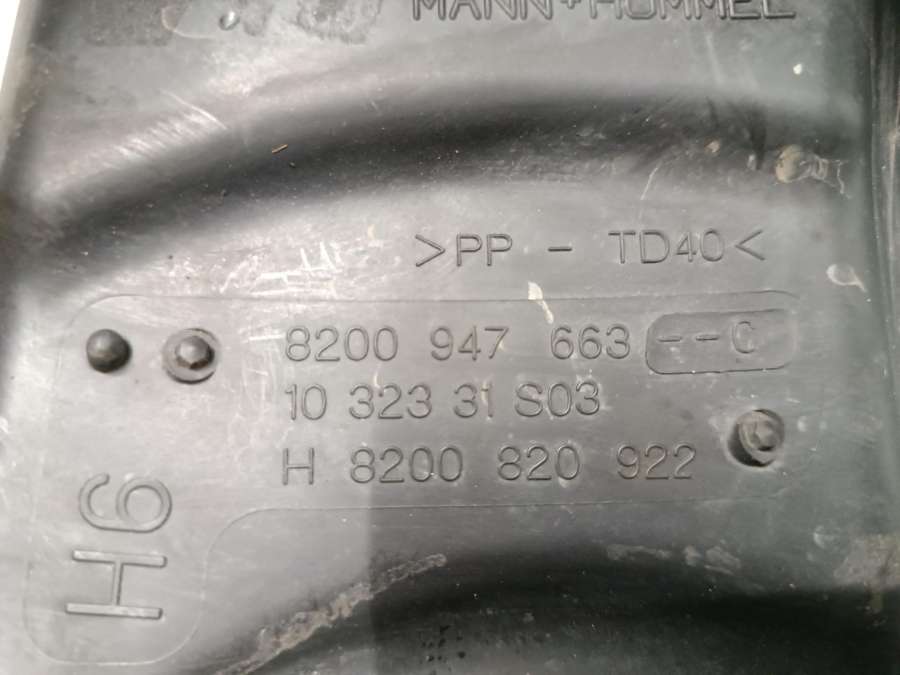 MANN+HUMMEL
>PP - TD40<
8200 947 663 --C
10 323 31 S03
H 8200 820 922
H6